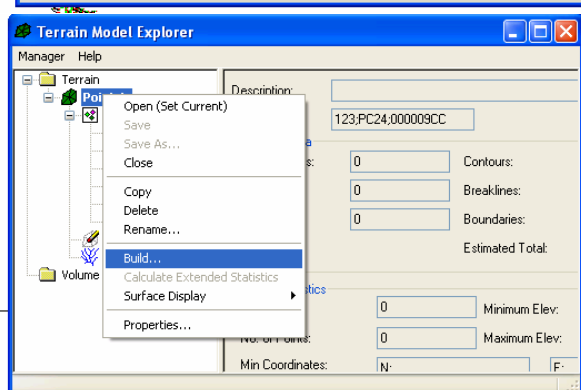 Terrain Model Explorer
Manager Help
Terrain
Description:
Open (Set Current)
Save
123;PC24;000009CC
Save As...
Close
0 Contours:
Copy
0 Breaklines:
Delete
0 Boundaries:
Rename...
Estimated Total:
Build...
Volume
Calculate Extended Statistics
Surface Display
0 Minimum Elev:
Properties...
No. of Points: 0 Maximum Elev:
Min Coordinates: N: E: